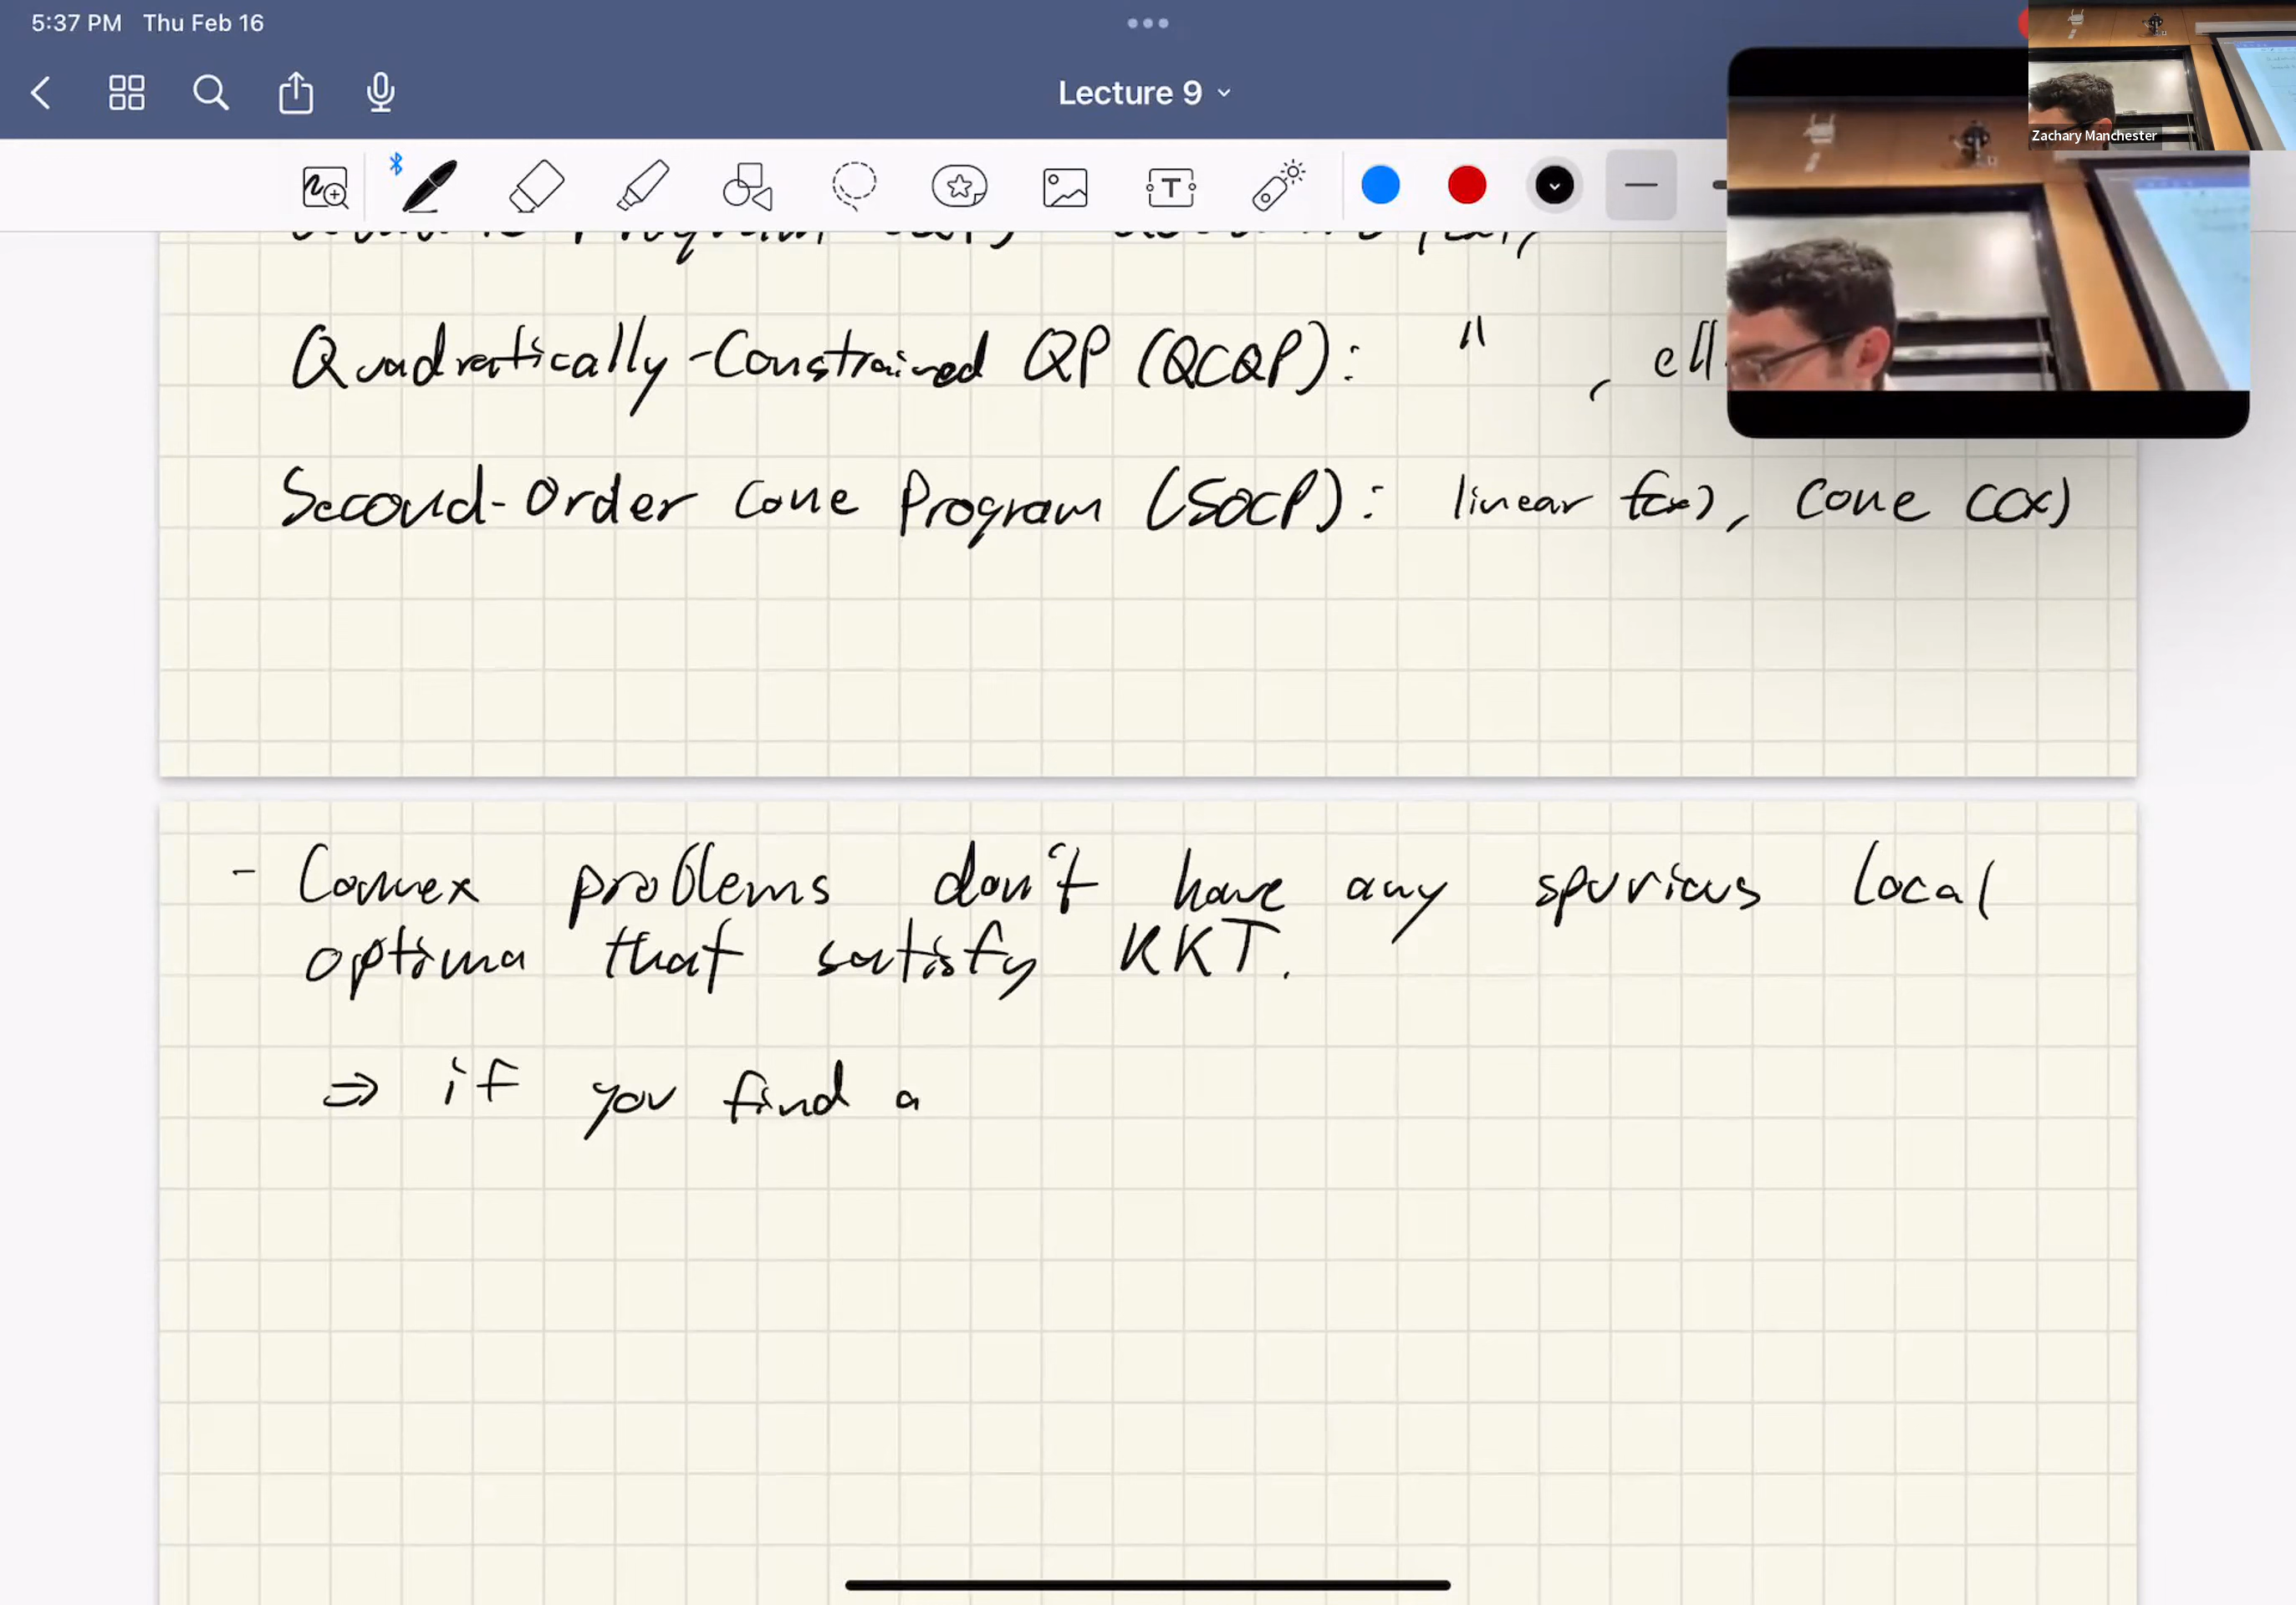 5:37 PM Thu Feb 16
Lecture 9
Zachary Manchester
T
Program
Quadratically-Constrained QP (QCQP): " , ell
Second-Order Cone Program (SOCP): linear f(x), cone c(x)
- Convex problems don't have any spurious local
optima that satisfy KKT.
⇒ if you find a